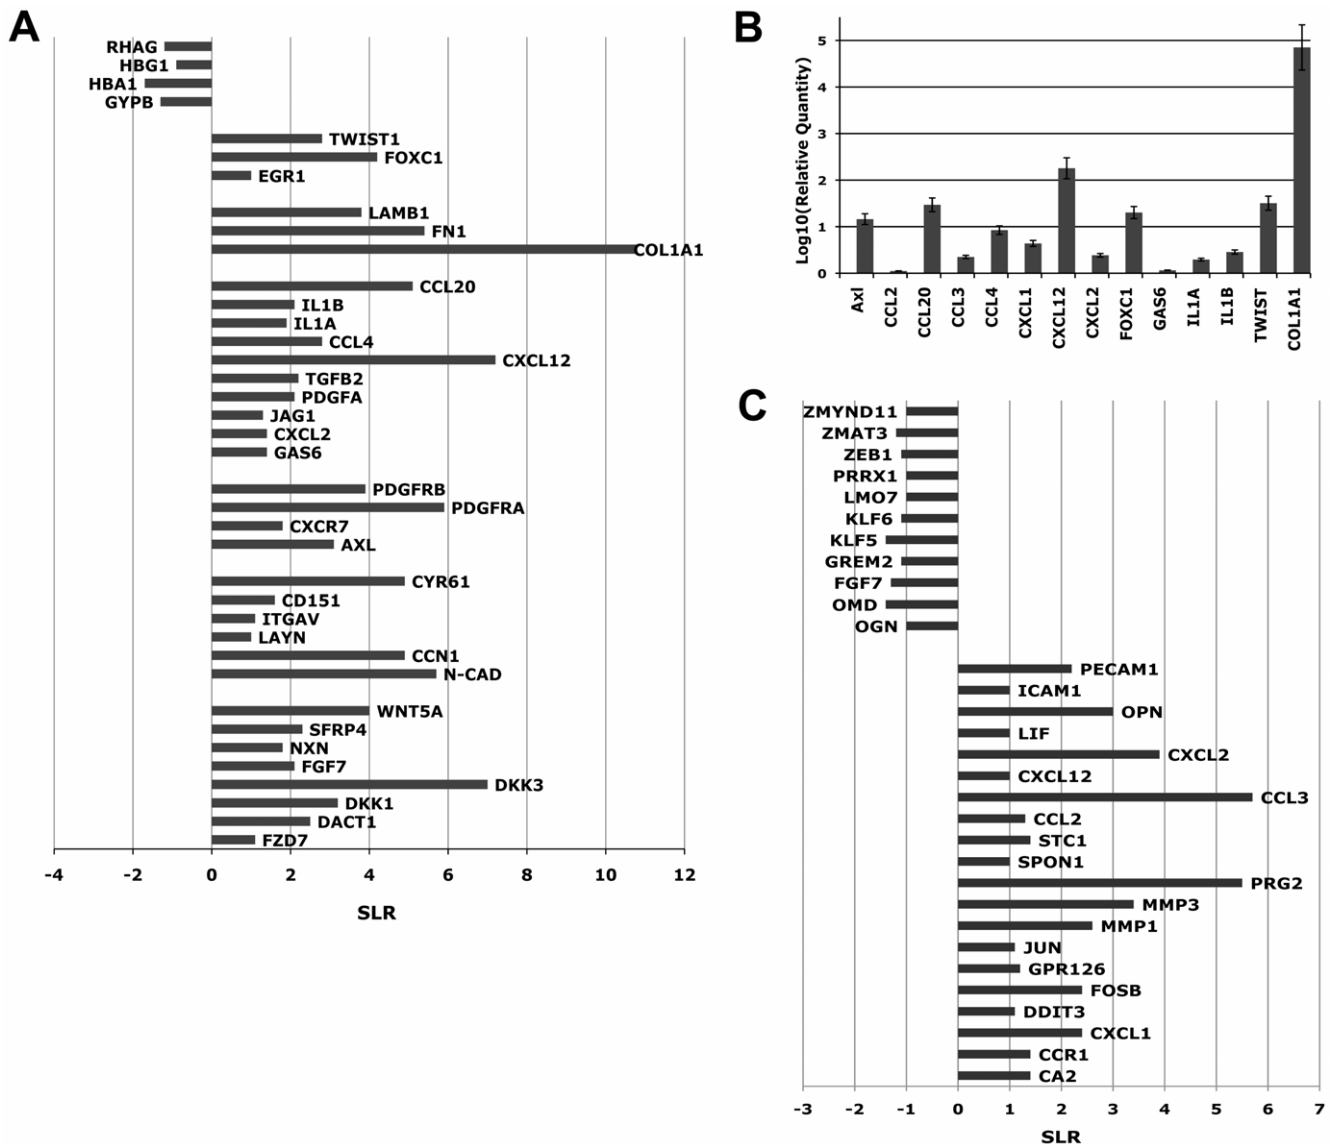 A
RHAG
HBG1
HBA1
GYPB
TWIST1
FOXC1
EGR1
LAMB1
FN1
COL1A1
CCL20
IL1B
IL1A
CCL4
CXCL12
TGFB2
PDGFA
JAG1
CXCL2
GAS6
PDGFRB
PDGFRA
CXCR7
AXL
CYR61
CD151
ITGAV
LAYN
CCN1
N-CAD
WNT5A
SFRP4
NXN
FGF7
DKK3
DKK1
DACT1
FZD7
-4 -2 0 2 4 6 8 10 12
SLR
B
Log10(Relative Quantity)
5
4
3
2
1
0
Axl
CCL2
CCL20
CCL3
CCL4
CXCL1
CXCL12
CXCL2
FOXC1
GAS6
IL1A
IL1B
TWIST
COL1A1
C
ZMYND11
ZMAT3
ZEB1
PRRX1
LMO7
KLF6
KLF5
GREM2
FGF7
OMD
OGN
PECAM1
ICAM1
OPN
LIF
CXCL2
CXCL12
CCL3
CCL2
STC1
SPON1
PRG2
MMP3
MMP1
JUN
GPR126
FOSB
DDIT3
CXCL1
CCR1
CA2
-3 -2 -1 0 1 2 3 4 5 6 7
SLR